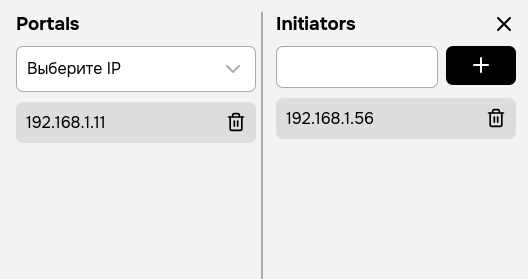 Portals
Выберите IP
192.168.1.11
Initiators
192.168.1.56